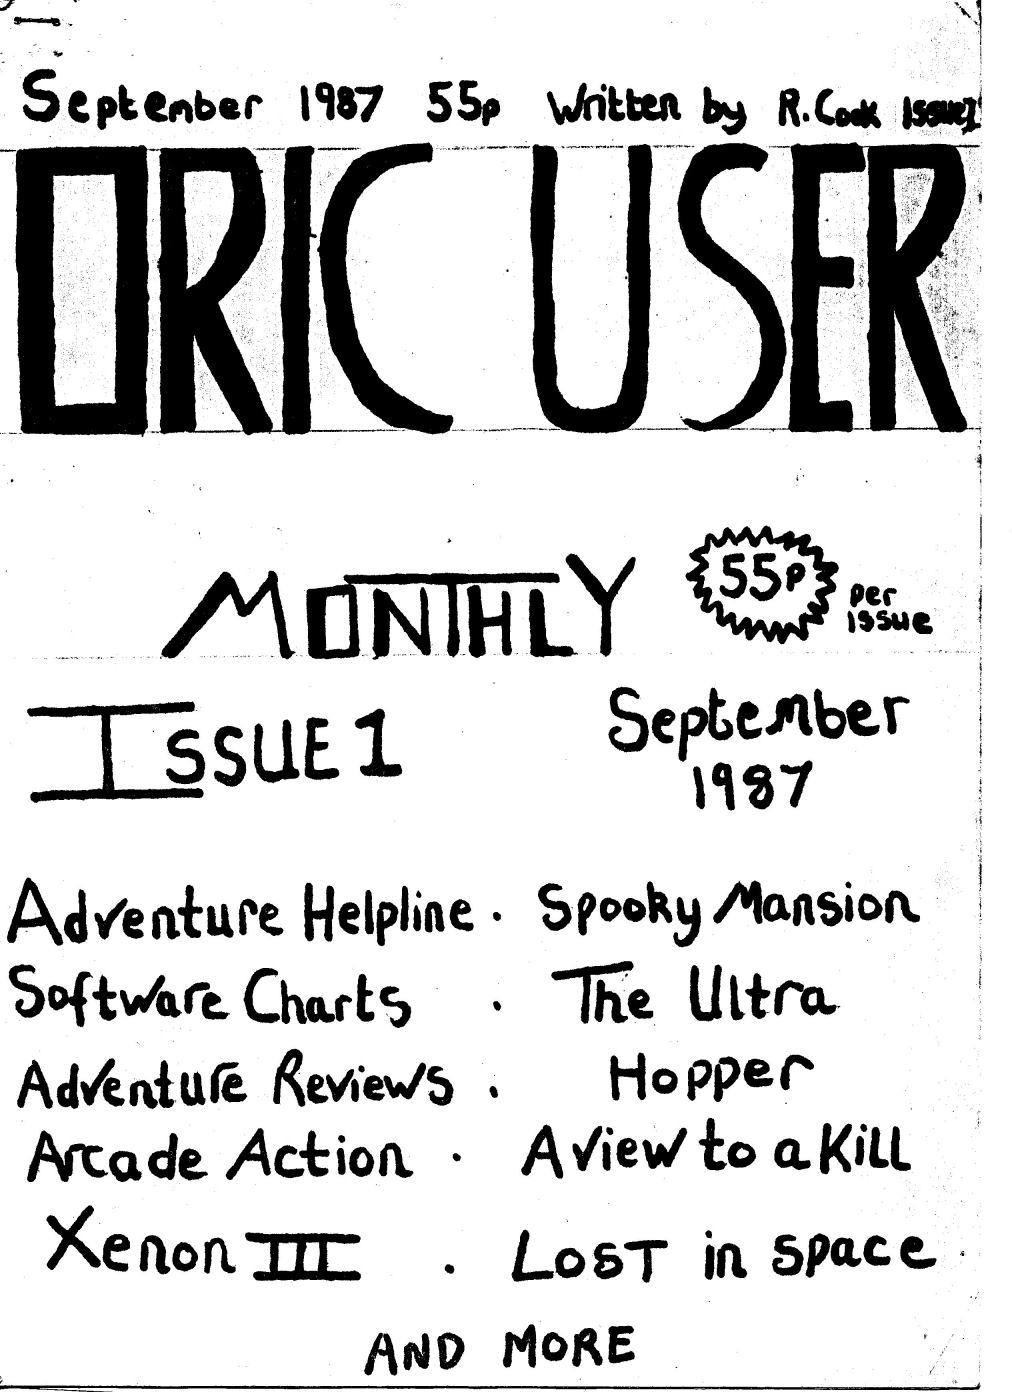 September 1987 55p Written by R. Cook Issue 1
ORIC USER
MONTHLY
55p
per
issue
ISSUE 1
September
1987
Adventure Helpline · Spooky Mansion
Software Charts · The Ultra
Adventure Reviews · Hopper
Arcade Action · A View to a Kill
Xenon III · LOST in space
AND MORE